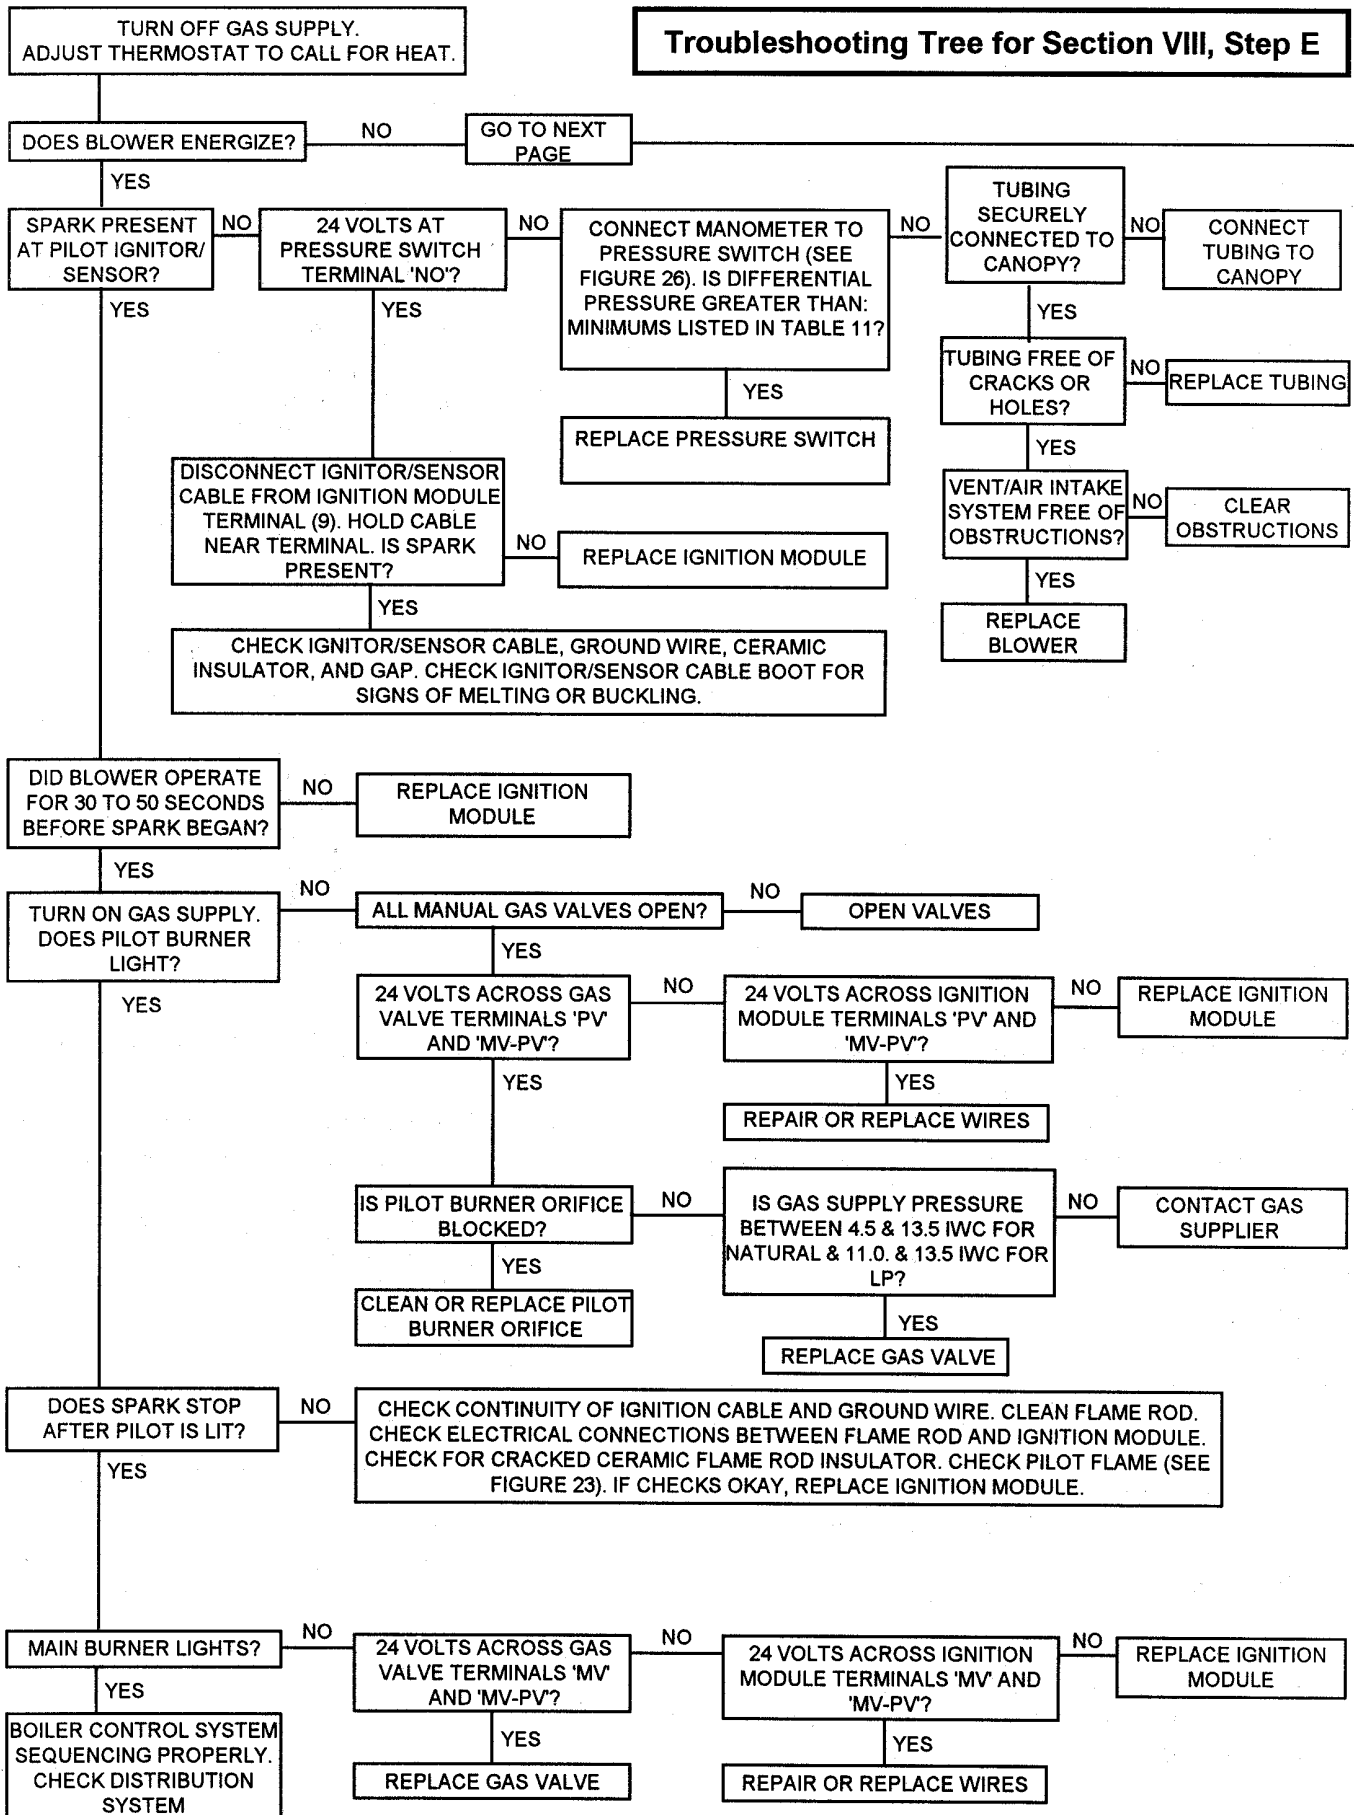 TURN OFF GAS SUPPLY.
ADJUST THERMOSTAT TO CALL FOR HEAT.
Troubleshooting Tree for Section VIII, Step E
DOES BLOWER ENERGIZE?
NO
GO TO NEXT
PAGE
YES
SPARK PRESENT
AT PILOT IGNITOR/
SENSOR?
NO
24 VOLTS AT
PRESSURE SWITCH
TERMINAL 'NO'?
NO
CONNECT MANOMETER TO
PRESSURE SWITCH (SEE
FIGURE 26). IS DIFFERENTIAL
PRESSURE GREATER THAN:
MINIMUMS LISTED IN TABLE 11?
NO
TUBING
SECURELY
CONNECTED TO
CANOPY?
NO
CONNECT
TUBING TO
CANOPY
YES
YES
YES
TUBING FREE OF
CRACKS OR
HOLES?
NO
REPLACE TUBING
YES
REPLACE PRESSURE SWITCH
YES
DISCONNECT IGNITOR/SENSOR
CABLE FROM IGNITION MODULE
TERMINAL (9). HOLD CABLE
NEAR TERMINAL. IS SPARK
PRESENT?
NO
REPLACE IGNITION MODULE
VENT/AIR INTAKE
SYSTEM FREE OF
OBSTRUCTIONS?
NO
CLEAR
OBSTRUCTIONS
YES
YES
REPLACE
BLOWER
CHECK IGNITOR/SENSOR CABLE, GROUND WIRE, CERAMIC
INSULATOR, AND GAP. CHECK IGNITOR/SENSOR CABLE BOOT FOR
SIGNS OF MELTING OR BUCKLING.
DID BLOWER OPERATE
FOR 30 TO 50 SECONDS
BEFORE SPARK BEGAN?
NO
REPLACE IGNITION
MODULE
YES
TURN ON GAS SUPPLY.
DOES PILOT BURNER
LIGHT?
NO
ALL MANUAL GAS VALVES OPEN?
NO
OPEN VALVES
YES
YES
24 VOLTS ACROSS GAS
VALVE TERMINALS 'PV'
AND 'MV-PV'?
NO
24 VOLTS ACROSS IGNITION
MODULE TERMINALS 'PV' AND
'MV-PV'?
NO
REPLACE IGNITION
MODULE
YES
YES
REPAIR OR REPLACE WIRES
IS PILOT BURNER ORIFICE
BLOCKED?
NO
IS GAS SUPPLY PRESSURE
BETWEEN 4.5 & 13.5 IWC FOR
NATURAL & 11.0. & 13.5 IWC FOR
LP?
NO
CONTACT GAS
SUPPLIER
YES
CLEAN OR REPLACE PILOT
BURNER ORIFICE
YES
REPLACE GAS VALVE
DOES SPARK STOP
AFTER PILOT IS LIT?
NO
CHECK CONTINUITY OF IGNITION CABLE AND GROUND WIRE. CLEAN FLAME ROD.
CHECK ELECTRICAL CONNECTIONS BETWEEN FLAME ROD AND IGNITION MODULE.
CHECK FOR CRACKED CERAMIC FLAME ROD INSULATOR. CHECK PILOT FLAME (SEE
FIGURE 23). IF CHECKS OKAY, REPLACE IGNITION MODULE.
YES
MAIN BURNER LIGHTS?
NO
24 VOLTS ACROSS GAS
VALVE TERMINALS 'MV'
AND 'MV-PV'?
NO
24 VOLTS ACROSS IGNITION
MODULE TERMINALS 'MV' AND
'MV-PV'?
NO
REPLACE IGNITION
MODULE
YES
YES
YES
BOILER CONTROL SYSTEM
SEQUENCING PROPERLY.
CHECK DISTRIBUTION
SYSTEM
REPLACE GAS VALVE
REPAIR OR REPLACE WIRES